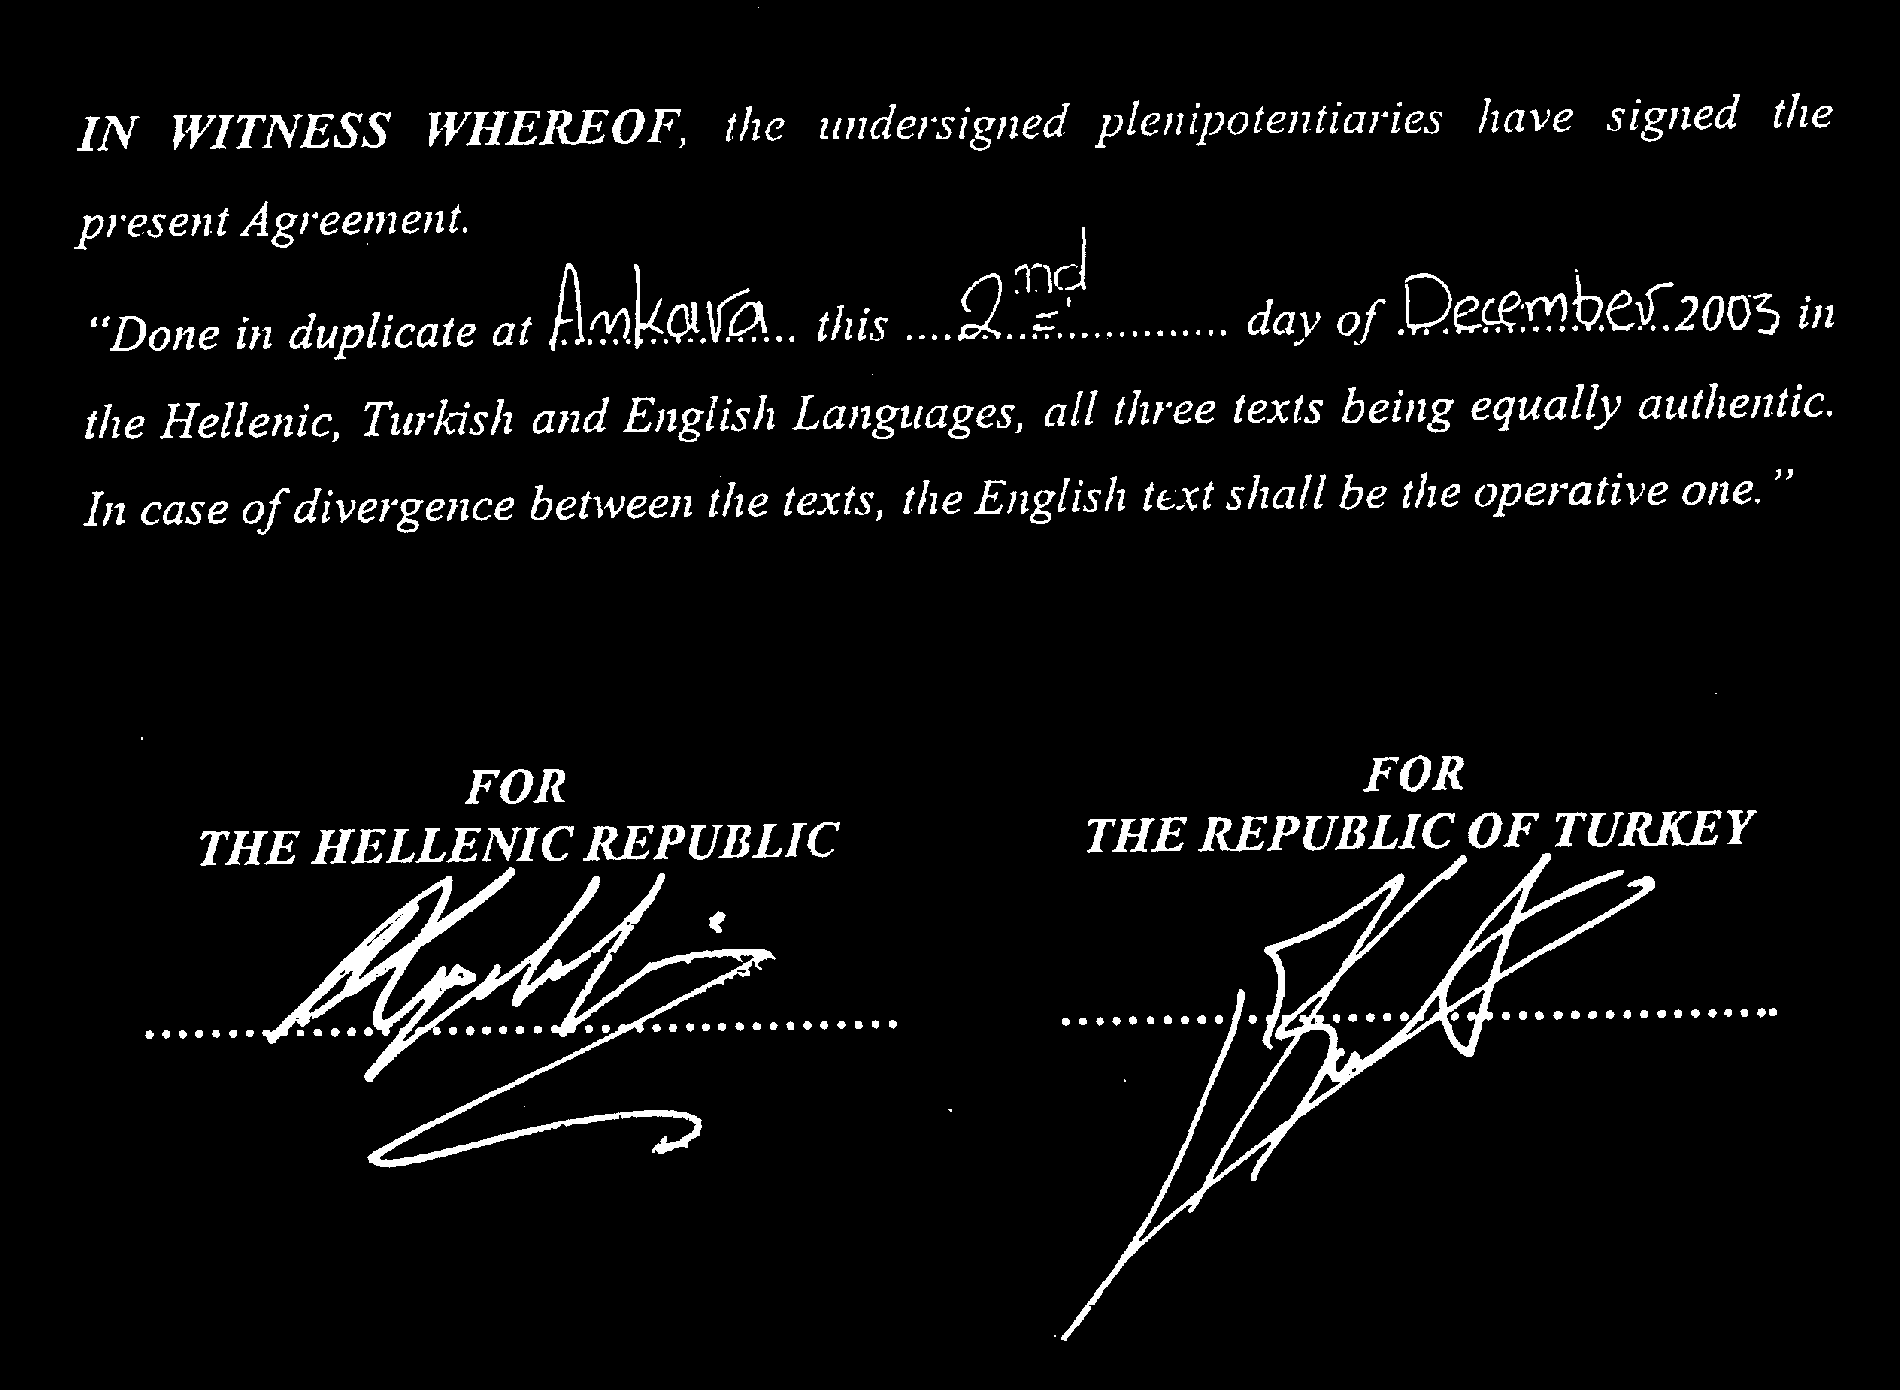 IN WITNESS WHEREOF, the undersigned plenipotentiaries have signed the
present Agreement.
"Done in duplicate at Ankara.. this ....2nd............. day of December.2003 in
the Hellenic, Turkish and English Languages, all three texts being equally authentic.
In case of divergence between the texts, the English text shall be the operative one."
FOR
THE HELLENIC REPUBLIC
FOR
THE REPUBLIC OF TURKEY